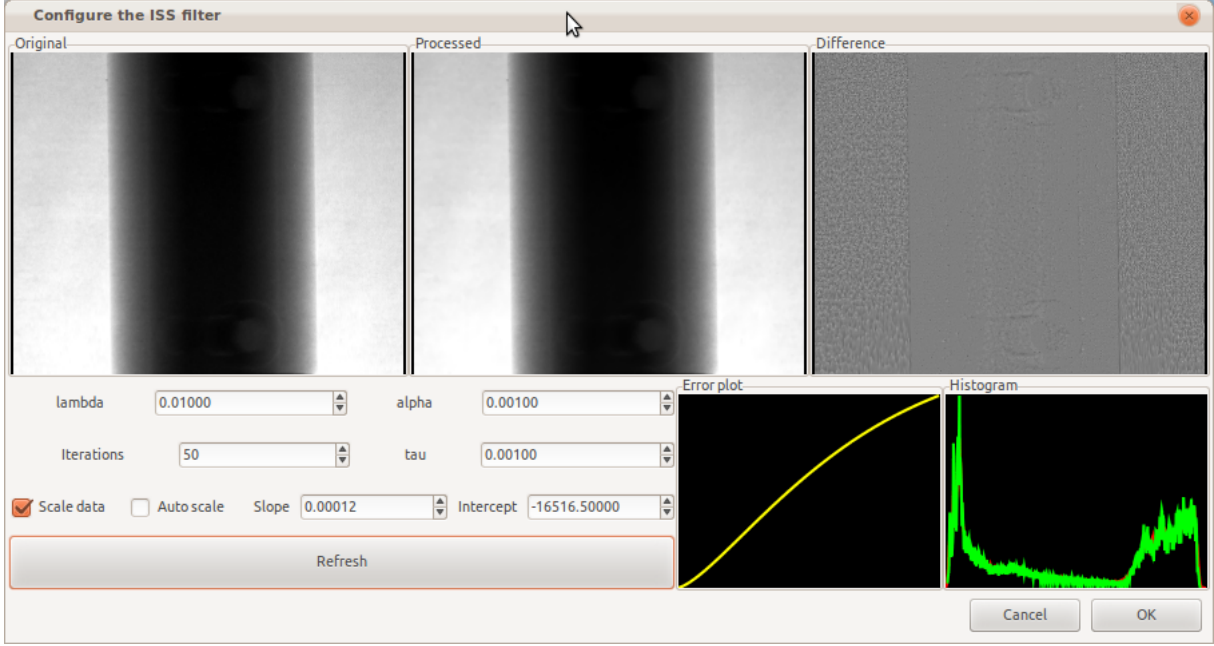 Configure the ISS filter
Original Processed Difference
lambda 0.01000 alpha 0.00100 Error plot Histogram
Iterations 50 tau 0.00100
Scale data Auto scale Slope 0.00012 Intercept -16516.50000
Refresh
Cancel OK